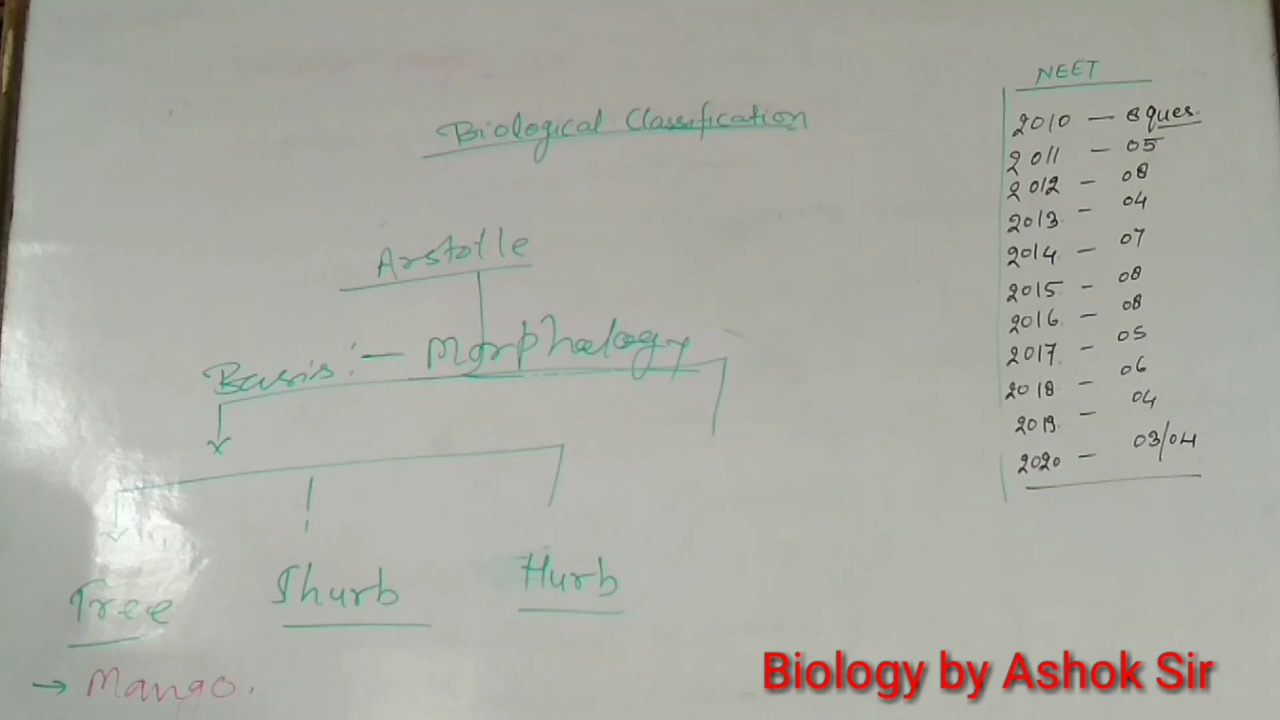 Biological Classification
Arstotle
Basis :- Morphology
Tree Shurb Hurb
→ Mango.
NEET
2010 - 8 ques.
2011 - 05
2012 - 08
2013 - 04
2014 - 07
2015 - 08
2016 - 08
2017 - 05
2018 - 06
2019 - 04
2020 - 03/04
Biology by Ashok Sir